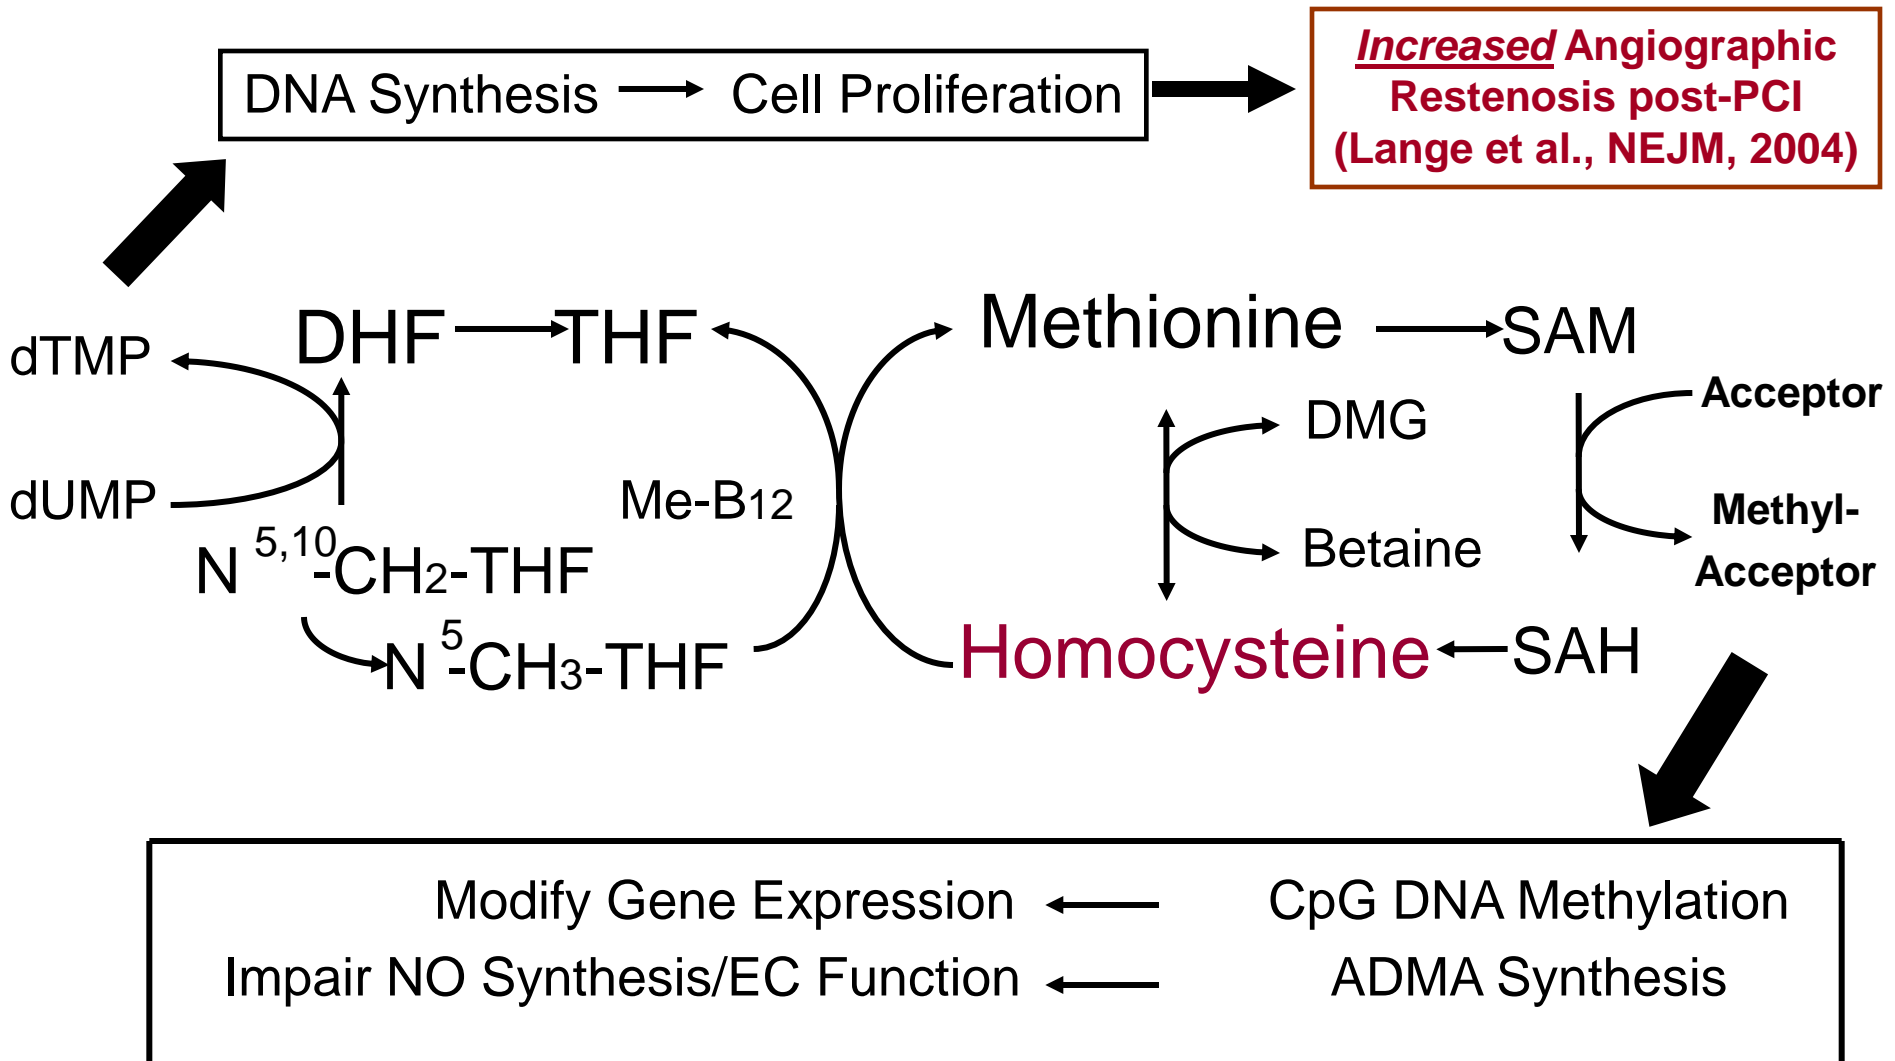 Increased Angiographic
Restenosis post-PCI
(Lange et al., NEJM, 2004)
DNA Synthesis
Cell Proliferation
DHF
THF
Methionine
SAM
dTMP
Acceptor
DMG
dUMP
Me-B12
Methyl-
Acceptor
Betaine
N 5,10-CH2-THF
N 5-CH3-THF
Homocysteine
SAH
Modify Gene Expression
CpG DNA Methylation
Impair NO Synthesis/EC Function
ADMA Synthesis